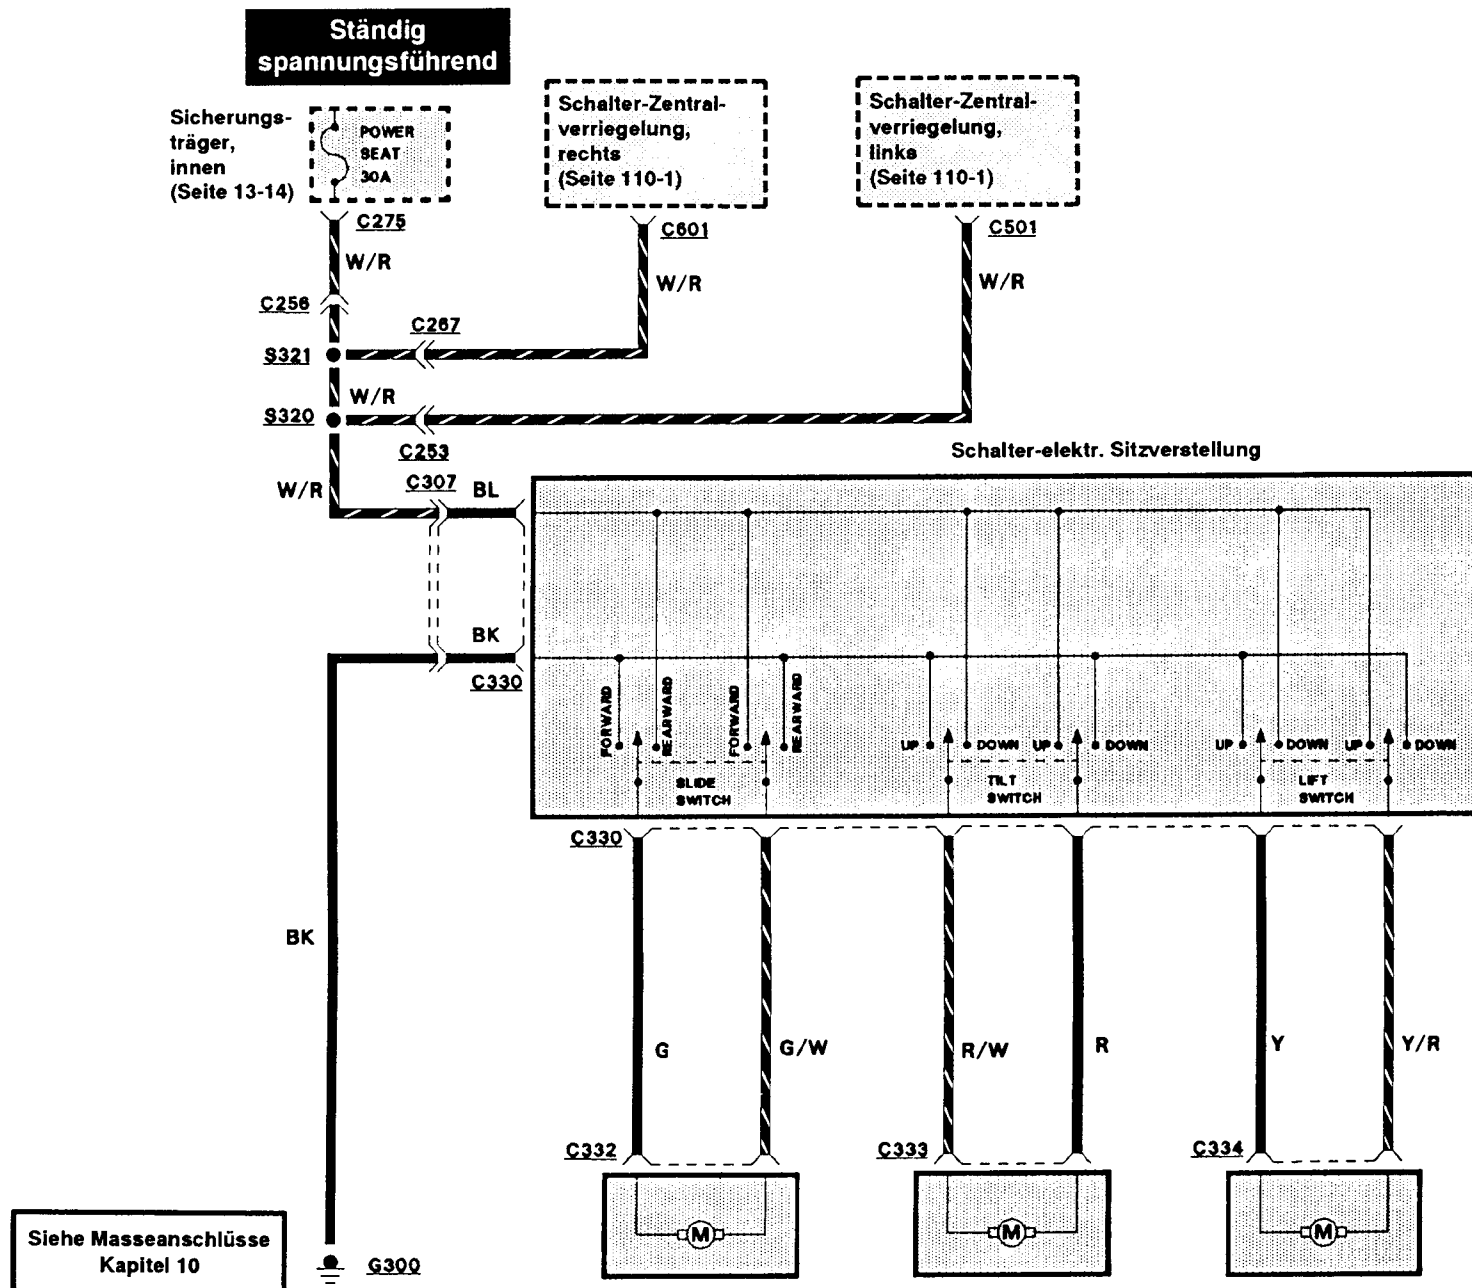 Ständig
spannungsführend
Sicherungs-
träger,
innen
(Seite 13-14)
POWER
SEAT
30A
Schalter-Zentral-
verriegelung,
rechts
(Seite 110-1)
Schalter-Zentral-
verriegelung,
links
(Seite 110-1)
C275
C601
C501
W/R
W/R
W/R
C256
C267
S321
W/R
S320
C253
Schalter-elektr. Sitzverstellung
W/R
C307
BL
BK
C330
FORWARD
REARWARD
FORWARD
REARWARD
UP
DOWN
UP
DOWN
UP
DOWN
UP
DOWN
SLIDE
SWITCH
TILT
SWITCH
LIFT
SWITCH
C330
BK
G
G/W
R/W
R
Y
Y/R
C332
C333
C334
M
M
M
Siehe Masseanschlüsse
Kapitel 10
G300